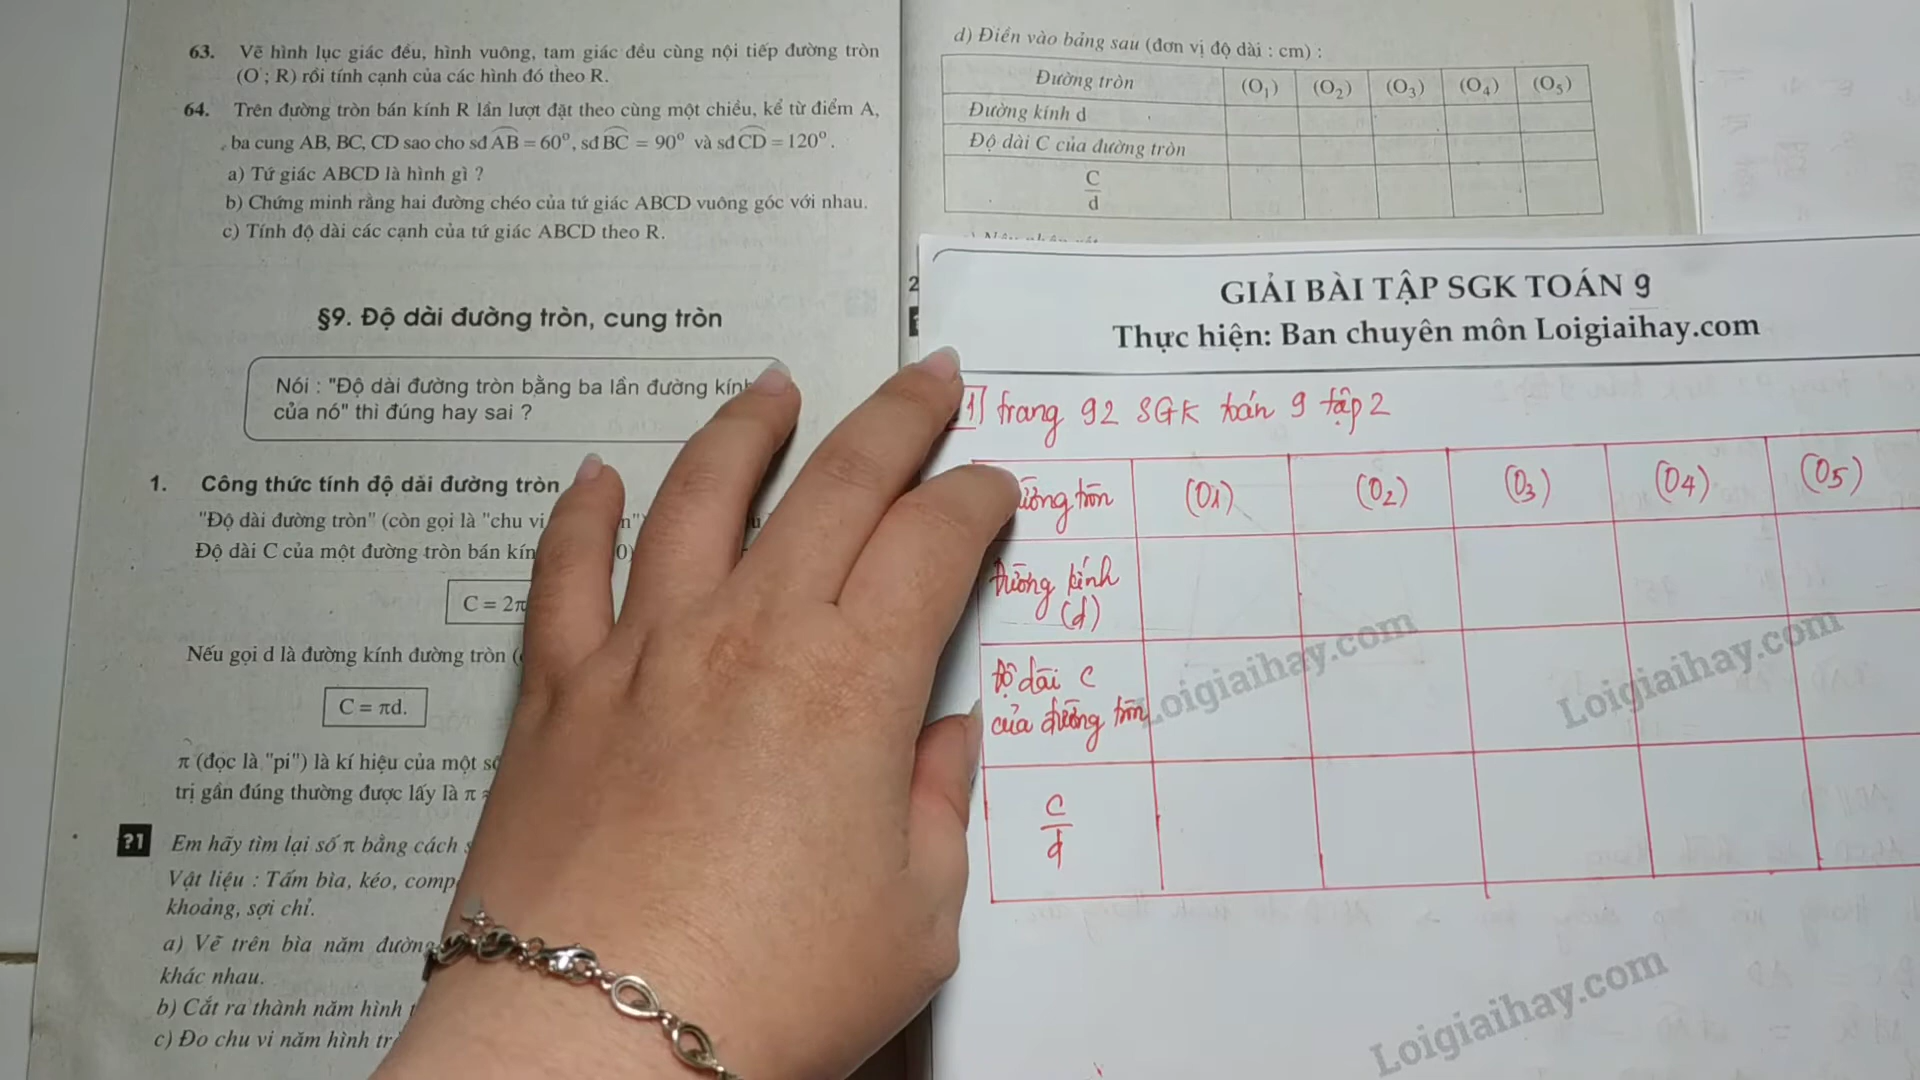 63. Vẽ hình lục giác đều, hình vuông, tam giác đều cùng nội tiếp đường tròn
(O ; R) rồi tính cạnh của các hình đó theo R.
64. Trên đường tròn bán kính R lần lượt đặt theo cùng một chiều, kể từ điểm A,
ba cung AB, BC, CD sao cho sđ AB = 60°, sđ BC = 90° và sđ CD = 120°.
a) Tứ giác ABCD là hình gì ?
b) Chứng minh rằng hai đường chéo của tứ giác ABCD vuông góc với nhau.
c) Tính độ dài các cạnh của tứ giác ABCD theo R.
§9. Độ dài đường tròn, cung tròn
Nói : "Độ dài đường tròn bằng ba lần đường kính
của nó" thì đúng hay sai ?
1. Công thức tính độ dài đường tròn
"Độ dài đường tròn" (còn gọi là "chu vi
Độ dài C của một đường tròn bán kín
C = 2π
Nếu gọi d là đường kính đường tròn (
C = πd.
π (đọc là "pi") là kí hiệu của một số
trị gần đúng thường được lấy là π
?1 Em hãy tìm lại số π bằng cách
Vật liệu : Tấm bìa, kéo, comp
khoảng, sợi chỉ.
a) Vẽ trên bìa năm đường
khác nhau.
b) Cắt ra thành năm hình t
c) Đo chu vi năm hình tr
d) Điền vào bảng sau (đơn vị độ dài : cm) :
Đường tròn (O1) (O2) (O3) (O4) (O5)
Đường kính d
Độ dài C của đường tròn
C
d
2
GIẢI BÀI TẬP SGK TOÁN 9
Thực hiện: Ban chuyên môn Loigiaihay.com
1 trang 92 SGK toán 9 tập 2
ường tròn (O1) (O2) (O3) (O4) (O5)
Đường kính
(d)
Độ dài C
của đường tròn
C
d
Loigiaihay.com
Loigiaihay.com
Loigiaihay.com